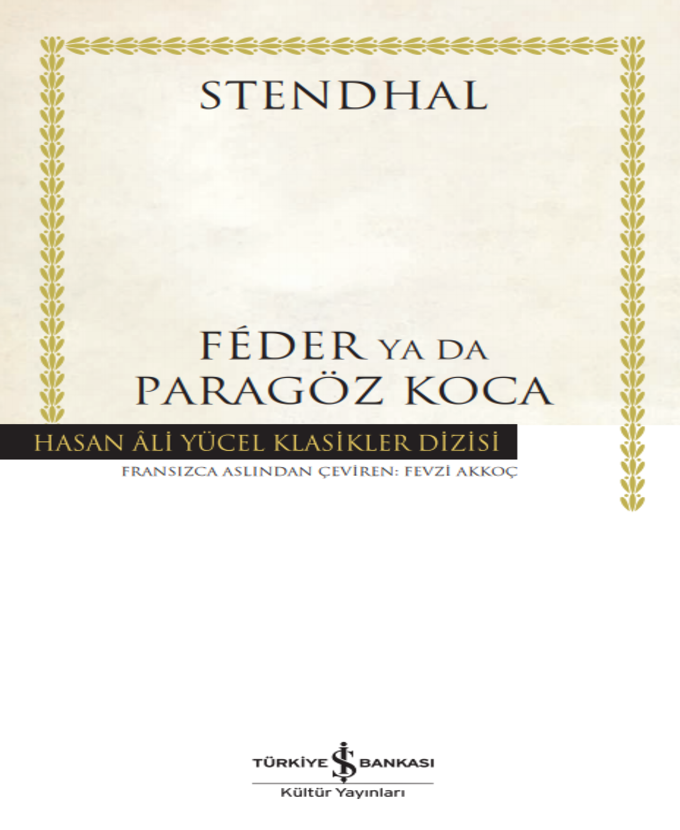 STENDHAL
FÉDER YA DA
PARAGÖZ KOCA
HASAN ÂLİ YÜCEL KLASİKLER DİZİSİ
FRANSIZCA ASLINDAN ÇEVİREN: FEVZİ AKKOÇ
TÜRKİYE İŞ BANKASI
Kültür Yayınları